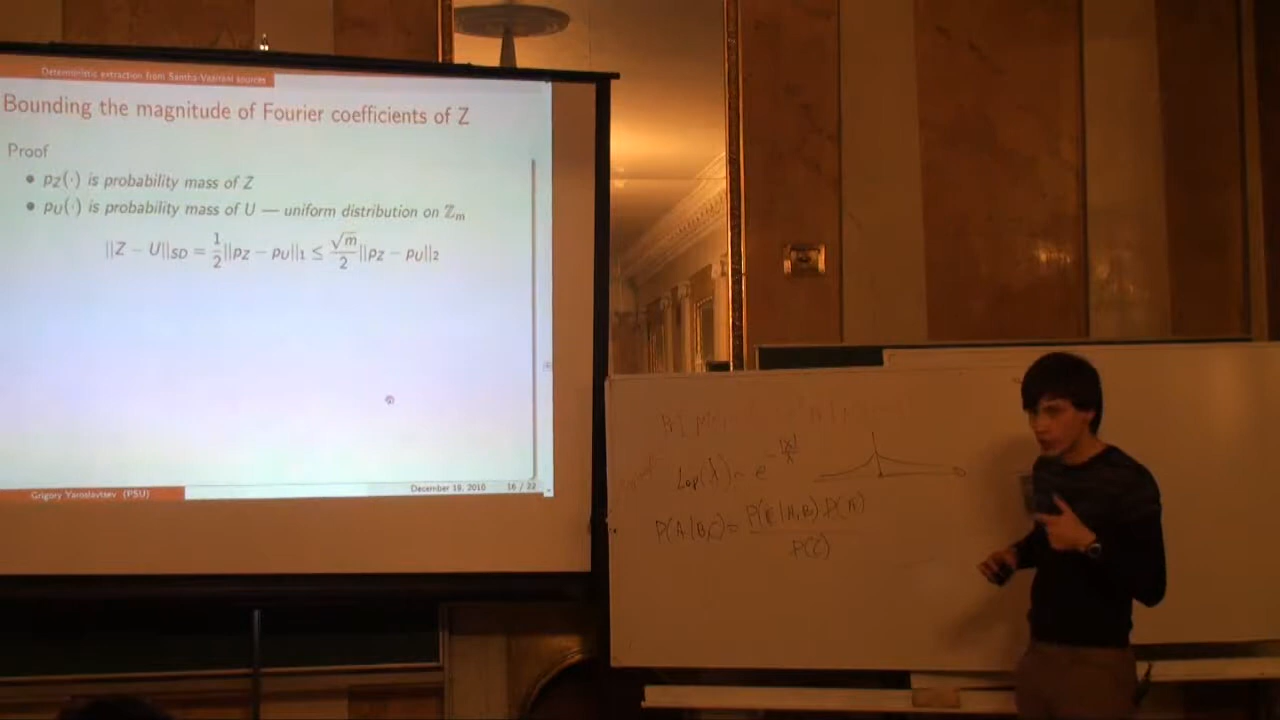 Deterministic extraction from Santha-Vazirani sources
Bounding the magnitude of Fourier coefficients of Z
Proof
• p_Z(·) is probability mass of Z
• p_U(·) is probability mass of U — uniform distribution on ℤ_m
||Z − U||_SD = 1/2 ||p_Z − p_U||_1 ≤ √m/2 ||p_Z − p_U||_2
Grigory Yaroslavtsev (PSU) December 19, 2010 16 / 22
P(A|B,C) = P(C|A,B) P(A) / P(C)